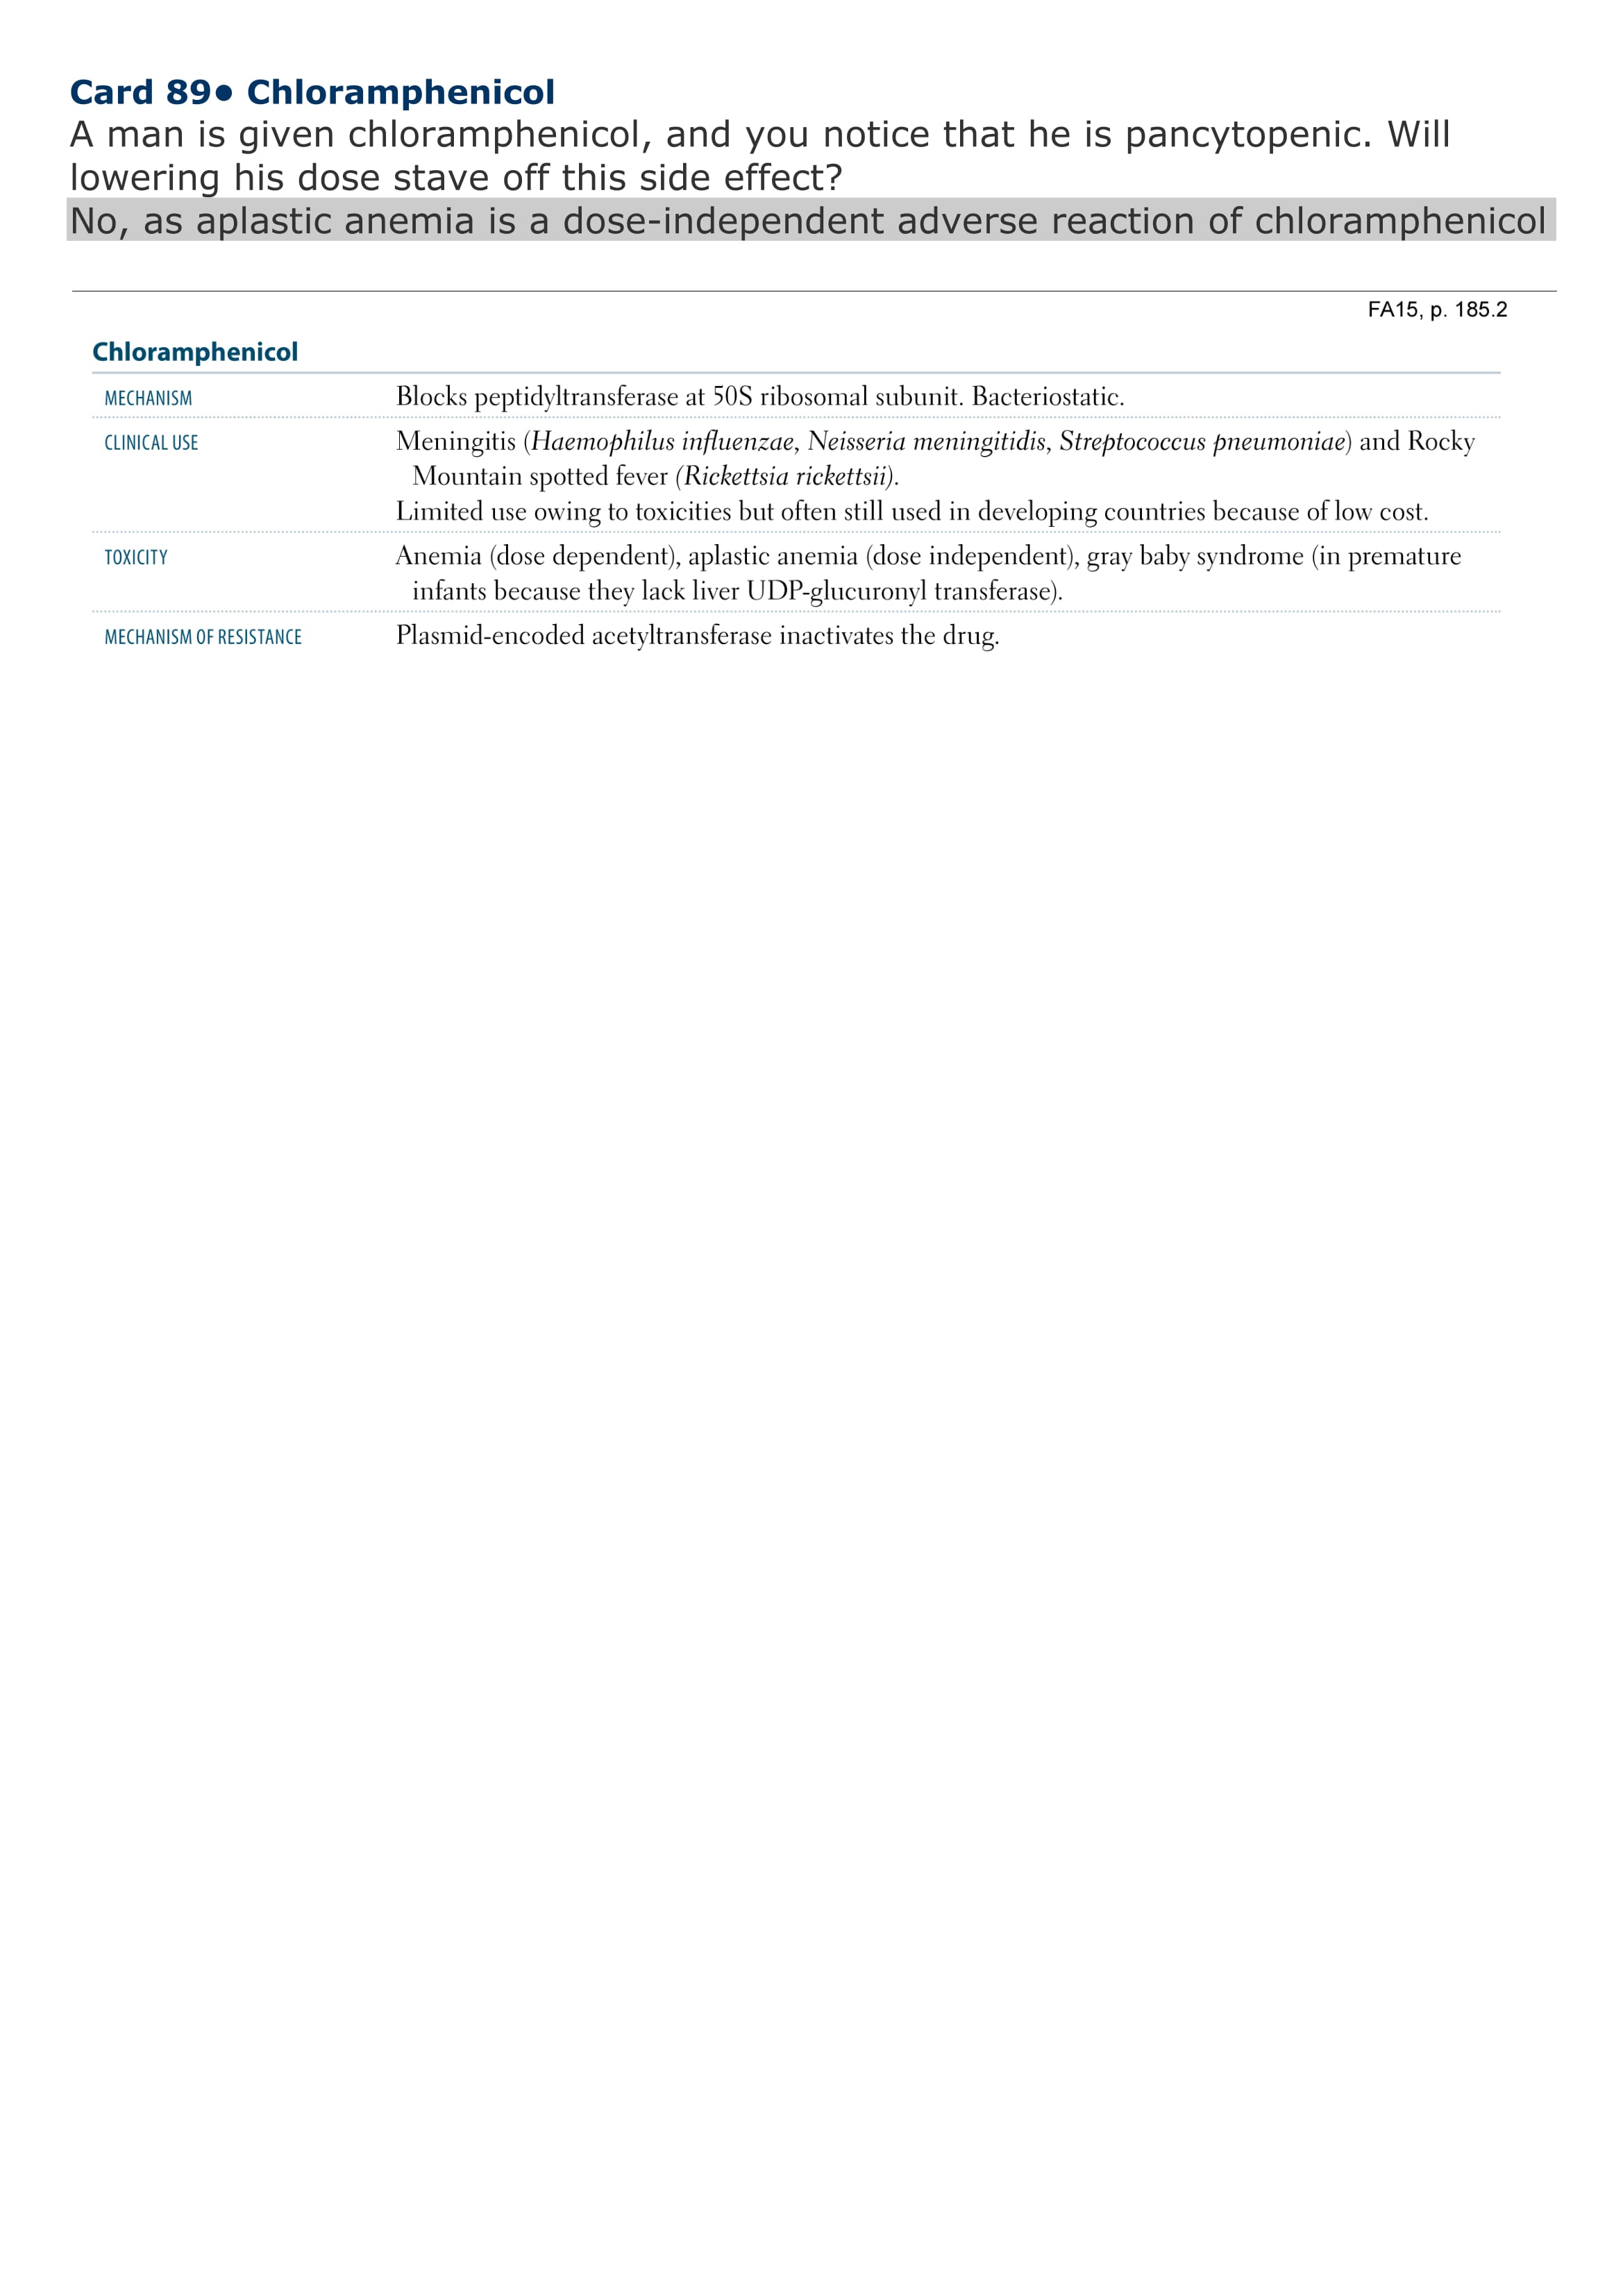 Card 89● Chloramphenicol
A man is given chloramphenicol, and you notice that he is pancytopenic. Will
lowering his dose stave off this side effect?
No, as aplastic anemia is a dose-independent adverse reaction of chloramphenicol
FA15, p. 185.2
Chloramphenicol
MECHANISM Blocks peptidyltransferase at 50S ribosomal subunit. Bacteriostatic.
CLINICAL USE Meningitis (Haemophilus influenzae, Neisseria meningitidis, Streptococcus pneumoniae) and Rocky
Mountain spotted fever (Rickettsia rickettsii).
Limited use owing to toxicities but often still used in developing countries because of low cost.
TOXICITY Anemia (dose dependent), aplastic anemia (dose independent), gray baby syndrome (in premature
infants because they lack liver UDP-glucuronyl transferase).
MECHANISM OF RESISTANCE Plasmid-encoded acetyltransferase inactivates the drug.